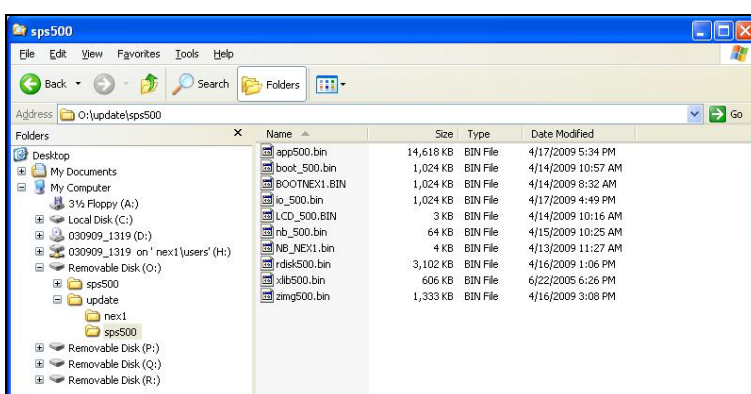 sps500
File Edit View Favorites Tools Help
Back Search Folders
Address O:\update\sps500 Go
Folders X Name Size Type Date Modified
Desktop
My Documents
My Computer
3½ Floppy (A:)
Local Disk (C:)
030909_1319 (D:)
030909_1319 on ' nex1\users' (H:)
Removable Disk (O:)
sps500
update
nex1
sps500
Removable Disk (P:)
Removable Disk (Q:)
Removable Disk (R:)
app500.bin 14,618 KB BIN File 4/17/2009 5:34 PM
boot_500.bin 1,024 KB BIN File 4/14/2009 10:57 AM
BOOTNEX1.BIN 1,024 KB BIN File 4/14/2009 8:32 AM
io_500.bin 1,024 KB BIN File 4/17/2009 4:49 PM
LCD_500.BIN 3 KB BIN File 4/14/2009 10:16 AM
nb_500.bin 64 KB BIN File 4/15/2009 10:25 AM
NB_NEX1.bin 4 KB BIN File 4/13/2009 11:27 AM
rdisk500.bin 3,102 KB BIN File 4/16/2009 1:06 PM
xlib500.bin 606 KB BIN File 6/22/2005 6:26 PM
zimg500.bin 1,333 KB BIN File 4/16/2009 3:08 PM